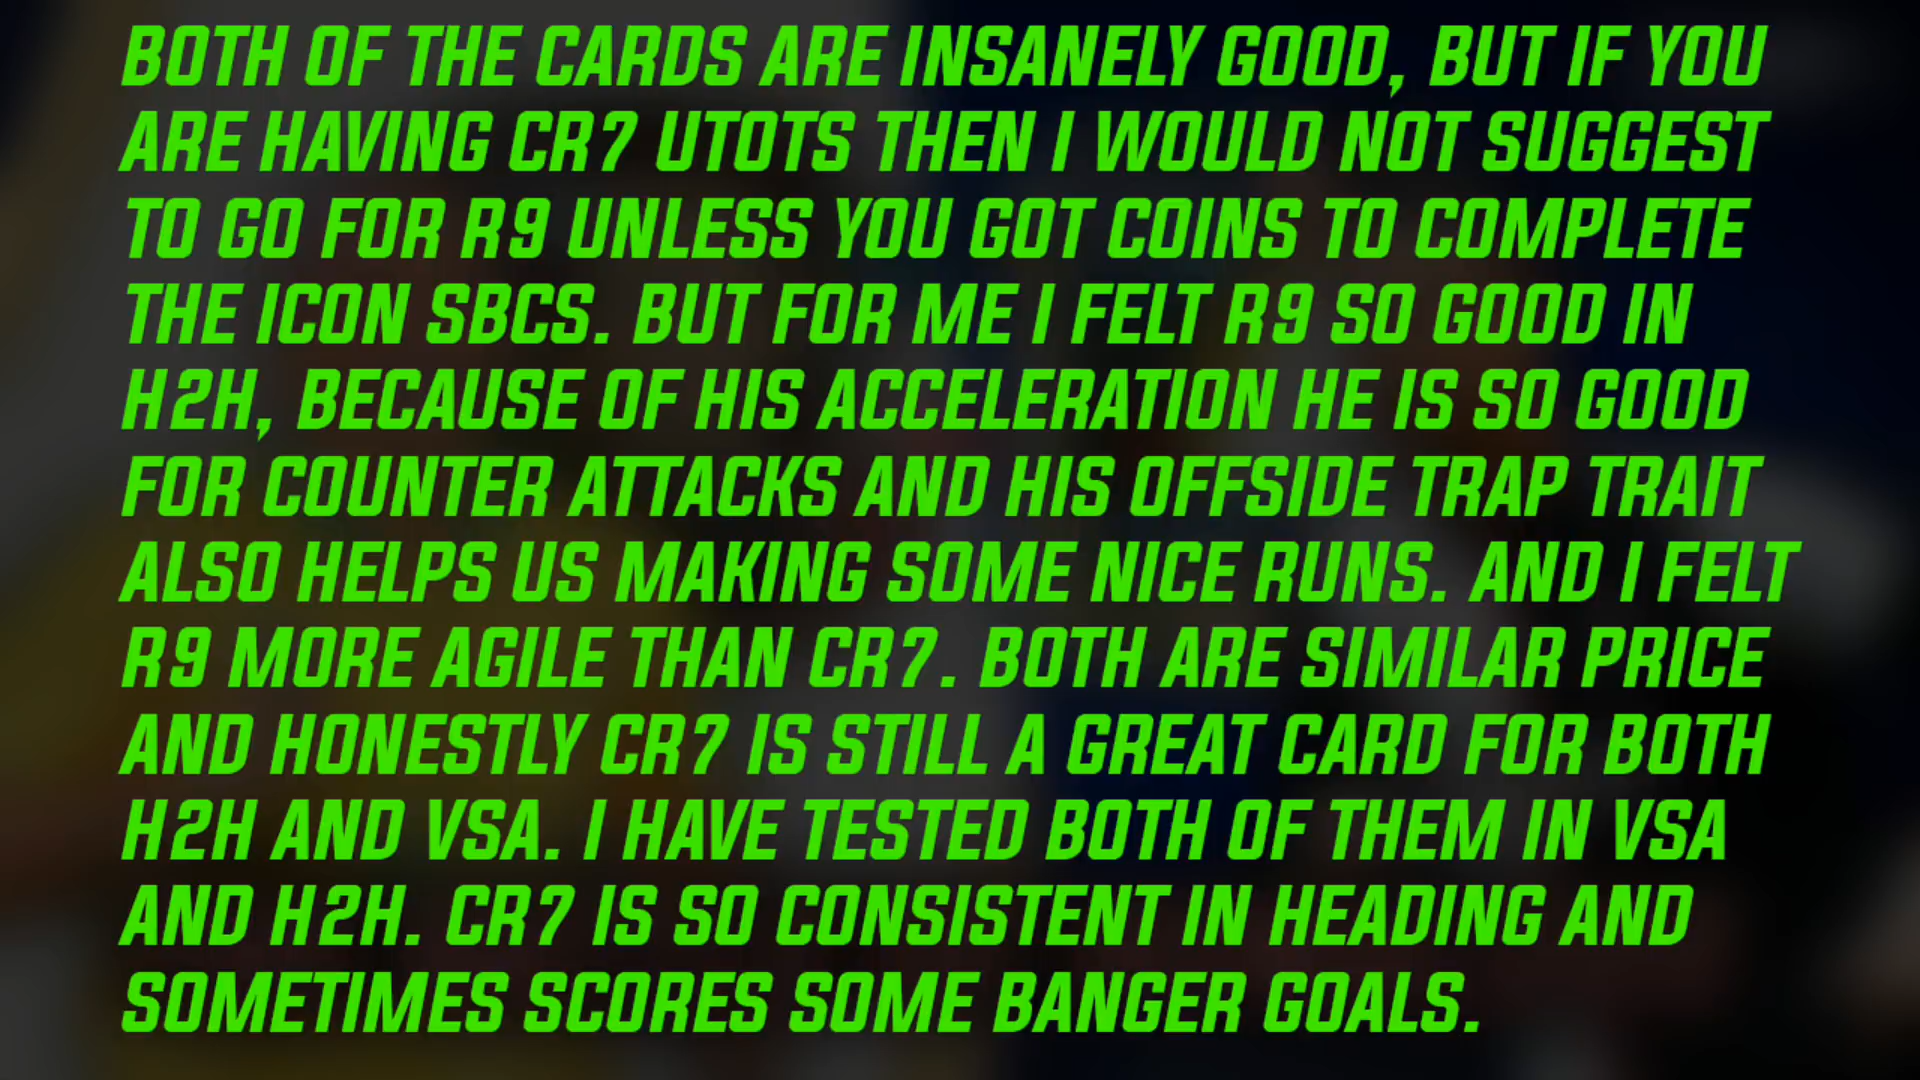 BOTH OF THE CARDS ARE INSANELY GOOD, BUT IF YOU
ARE HAVING CR7 UTOTS THEN I WOULD NOT SUGGEST
TO GO FOR R9 UNLESS YOU GOT COINS TO COMPLETE
THE ICON SBCS. BUT FOR ME I FELT R9 SO GOOD IN
H2H, BECAUSE OF HIS ACCELERATION HE IS SO GOOD
FOR COUNTER ATTACKS AND HIS OFFSIDE TRAP TRAIT
ALSO HELPS US MAKING SOME NICE RUNS. AND I FELT
R9 MORE AGILE THAN CR7. BOTH ARE SIMILAR PRICE
AND HONESTLY CR7 IS STILL A GREAT CARD FOR BOTH
H2H AND VSA. I HAVE TESTED BOTH OF THEM IN VSA
AND H2H. CR7 IS SO CONSISTENT IN HEADING AND
SOMETIMES SCORES SOME BANGER GOALS.